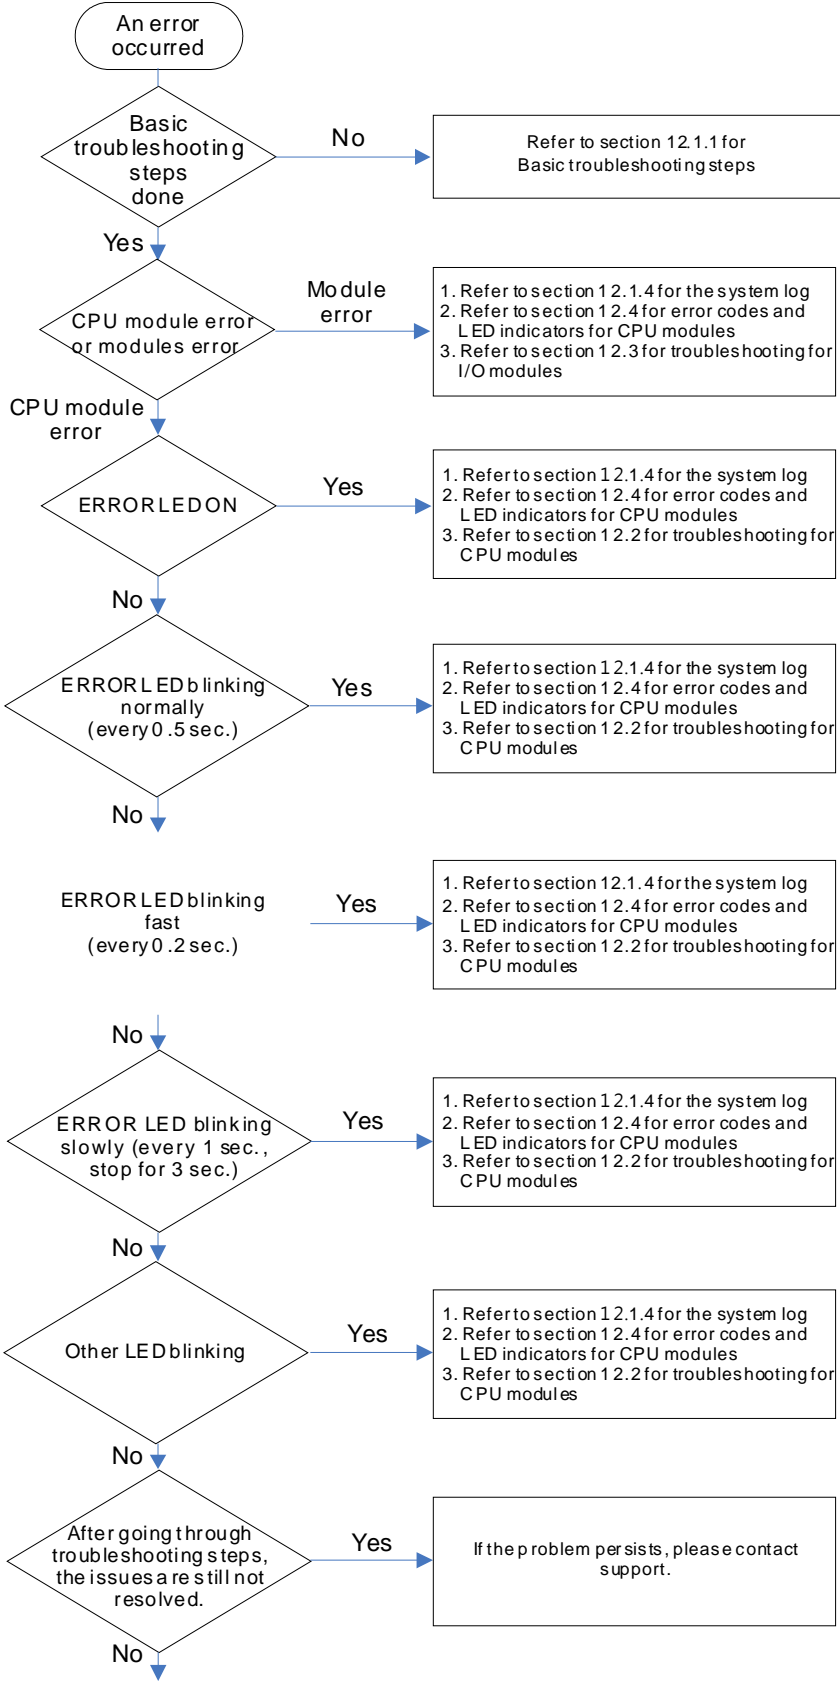 An error
occurred
Basic
troubleshooting
steps
done
No
Refer to section 12.1.1 for
Basic troubleshooting steps
Yes
CPU module error
or modules error
Module
error
1. Refer to section 12.1.4 for the system log
2. Refer to section 12.4 for error codes and
LED indicators for CPU modules
3. Refer to section 12.3 for troubleshooting for
I/O modules
CPU module
error
ERROR LED ON
Yes
1. Refer to section 12.1.4 for the system log
2. Refer to section 12.4 for error codes and
LED indicators for CPU modules
3. Refer to section 12.2 for troubleshooting for
CPU modules
No
ERROR LED blinking
normally
(every 0.5 sec.)
Yes
1. Refer to section 12.1.4 for the system log
2. Refer to section 12.4 for error codes and
LED indicators for CPU modules
3. Refer to section 12.2 for troubleshooting for
CPU modules
No
ERROR LED blinking
fast
(every 0.2 sec.)
Yes
1. Refer to section 12.1.4 for the system log
2. Refer to section 12.4 for error codes and
LED indicators for CPU modules
3. Refer to section 12.2 for troubleshooting for
CPU modules
No
ERROR LED blinking
slowly (every 1 sec.,
stop for 3 sec.)
Yes
1. Refer to section 12.1.4 for the system log
2. Refer to section 12.4 for error codes and
LED indicators for CPU modules
3. Refer to section 12.2 for troubleshooting for
CPU modules
No
Other LED blinking
Yes
1. Refer to section 12.1.4 for the system log
2. Refer to section 12.4 for error codes and
LED indicators for CPU modules
3. Refer to section 12.2 for troubleshooting for
CPU modules
No
After going through
troubleshooting steps,
the issues are still not
resolved.
Yes
If the problem persists, please contact
support.
No